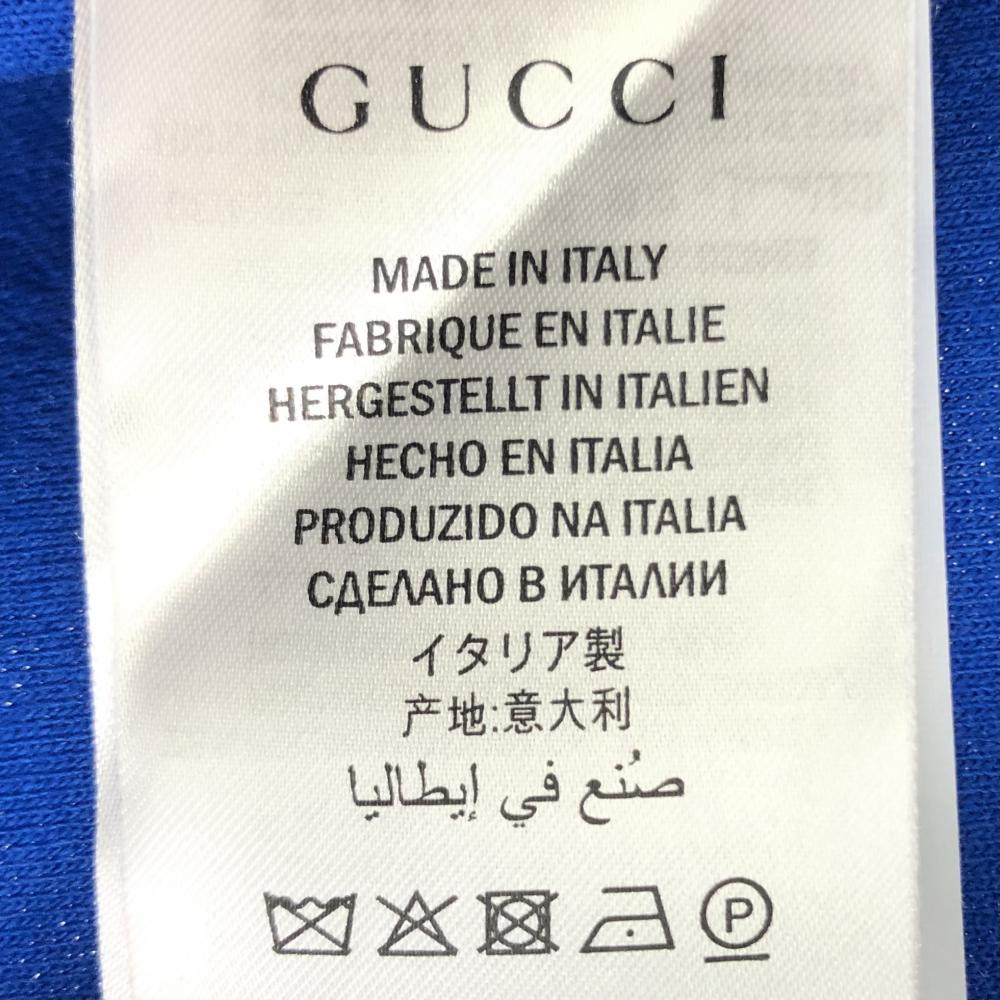 GUCCI
MADE IN ITALY
FABRIQUE EN ITALIE
HERGESTELLT IN ITALIEN
HECHO EN ITALIA
PRODUZIDO NA ITALIA
СДЕЛАНО В ИТАЛИИ
イタリア製
产地:意大利
صُنع في إيطاليا
P